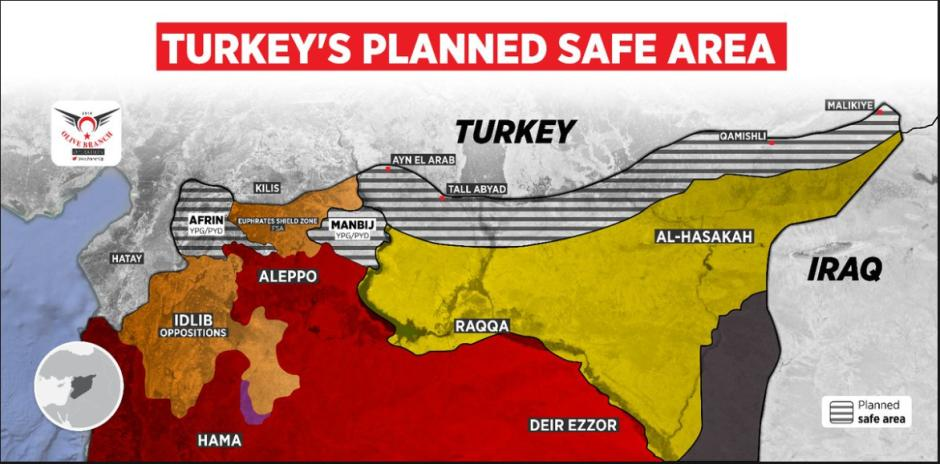 TURKEY'S PLANNED SAFE AREA
OLIVE BRANCH
TURKEY
MALIKIYE
QAMISHLI
AYN EL ARAB
TALL ABYAD
KILIS
AFRIN
YPG/PYD
EUPHRATES SHIELD ZONE
FSA
MANBIJ
YPG/PYD
AL-HASAKAH
HATAY
ALEPPO
IRAQ
IDLIB
OPPOSITIONS
RAQQA
Planned
safe area
DEIR EZZOR
HAMA